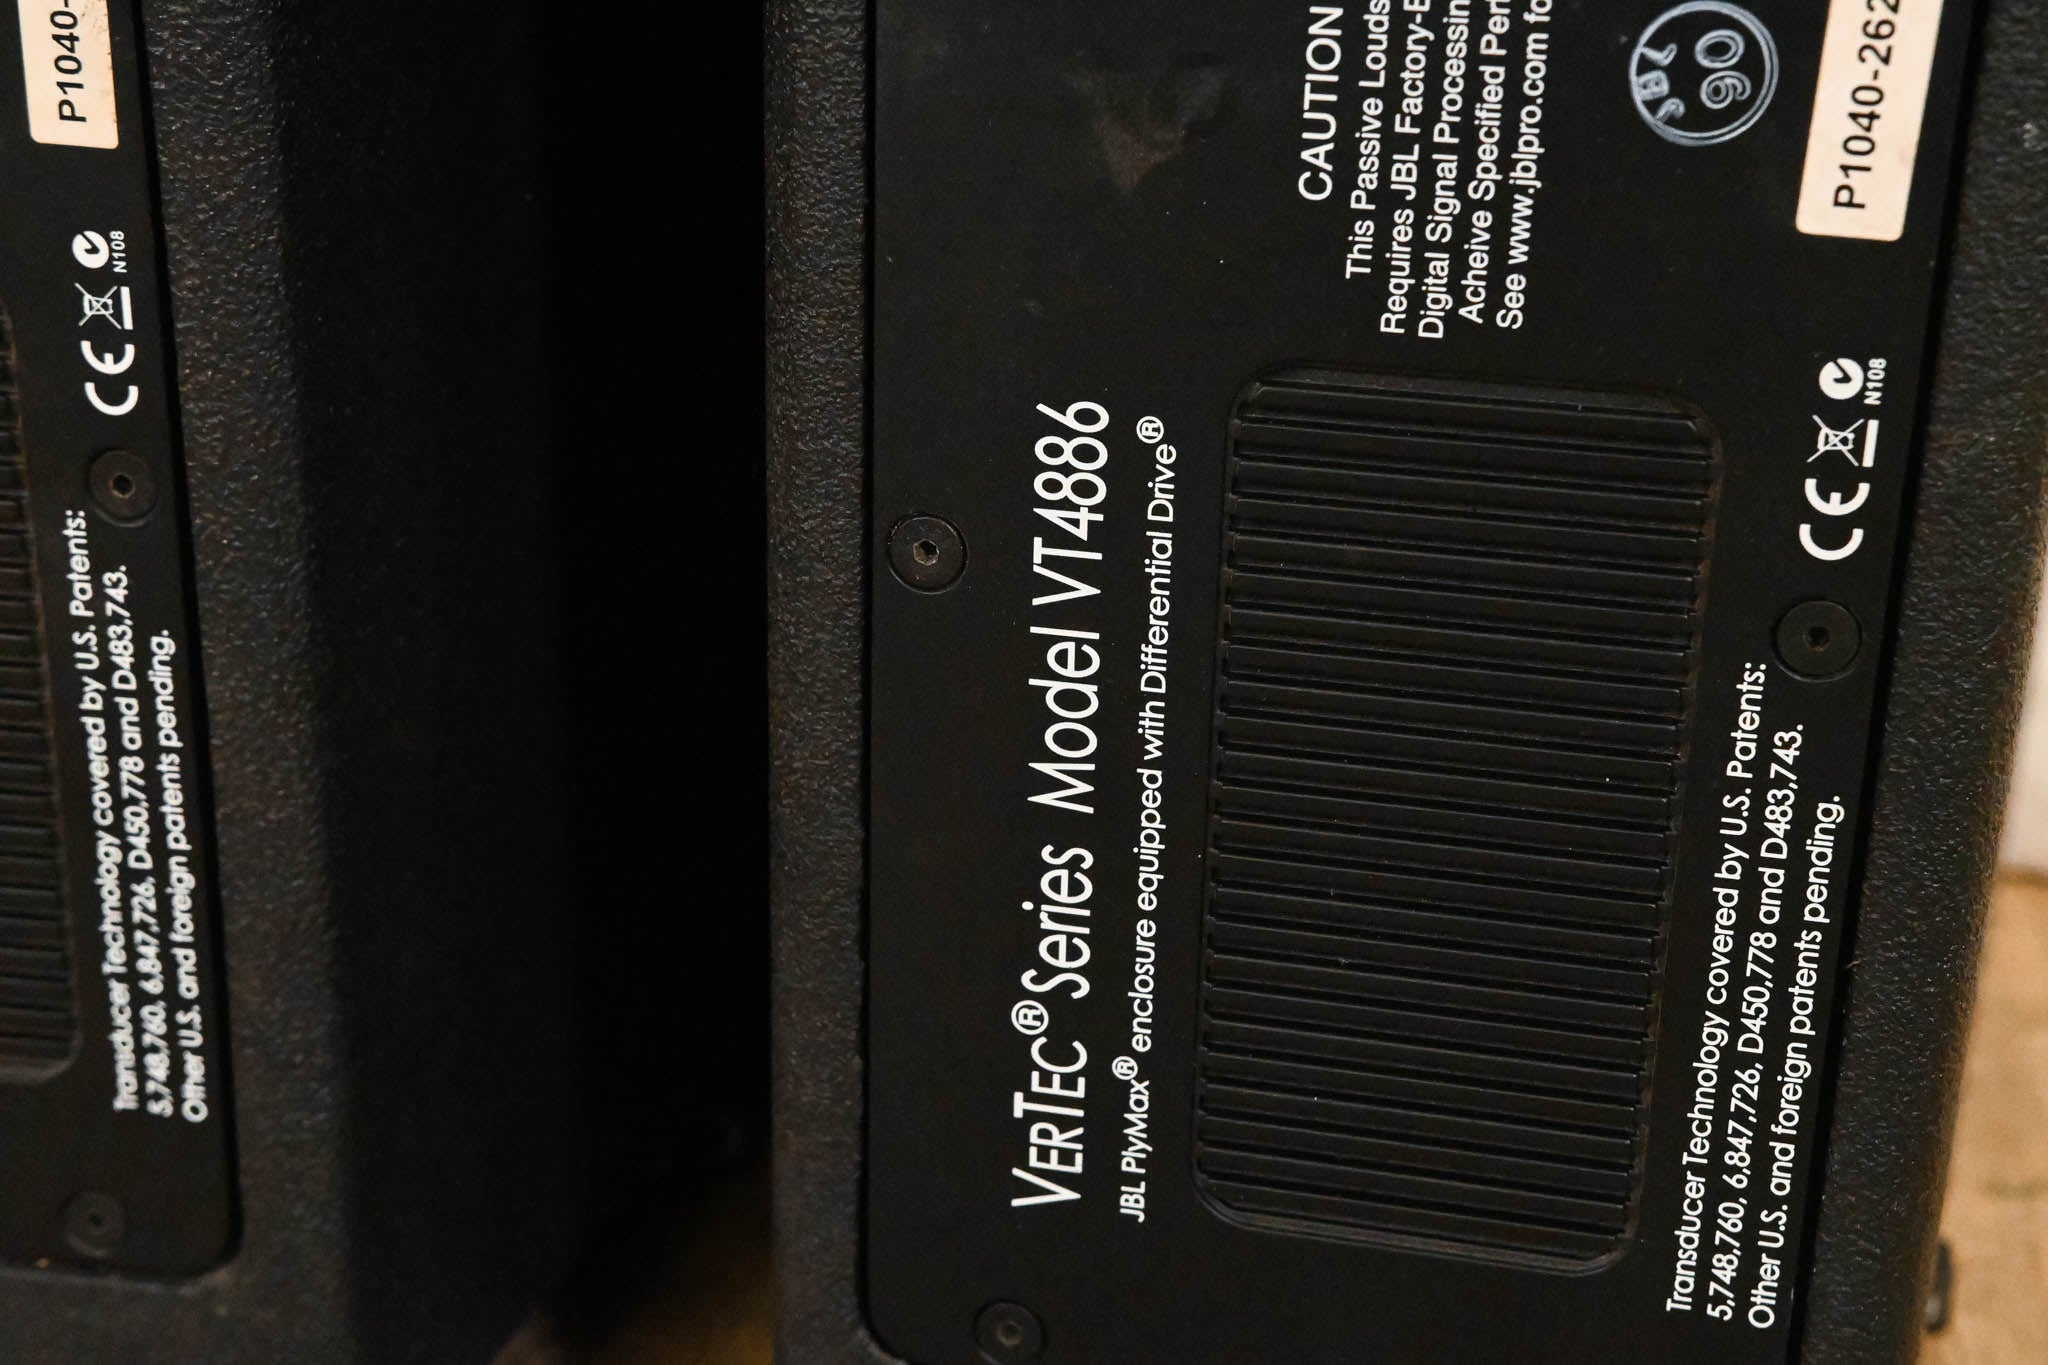 P1040-
N108
CE
Transducer Technology covered by U.S. Patents:
5,748,760, 6,847,726, D450,778 and D483,743.
Other U.S. and foreign patents pending.
VERTEC® Series Model VT4886
JBL PlyMax® enclosure equipped with Differential Drive®
CAUTION
This Passive Louds
Requires JBL Factory-
Digital Signal Processing
Acheive Specified Per
See www.jblpro.com fo
906
P1040-262
N108
CE
Transducer Technology covered by U.S. Patents:
5,748,760, 6,847,726, D450,778 and D483,743.
Other U.S. and foreign patents pending.